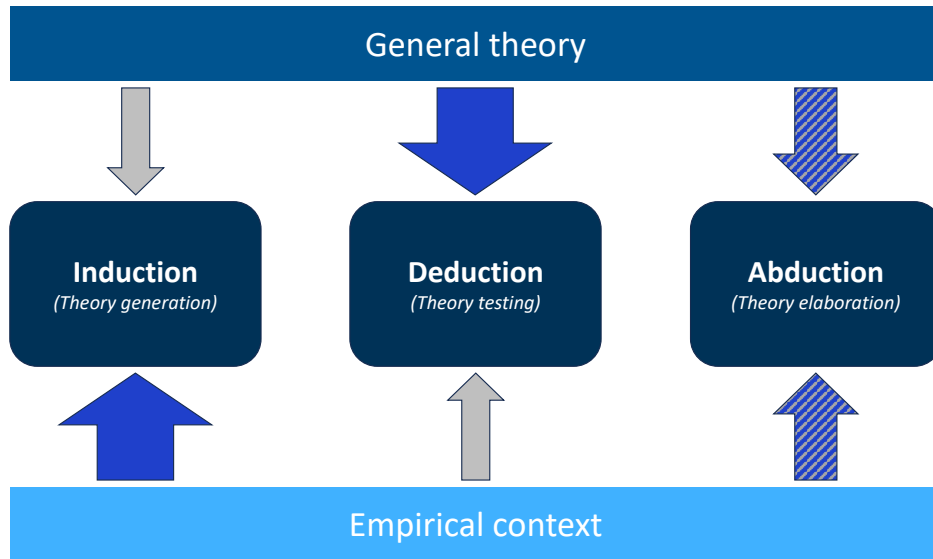 General theory
Induction
(Theory generation)
Deduction
(Theory testing)
Abduction
(Theory elaboration)
Empirical context